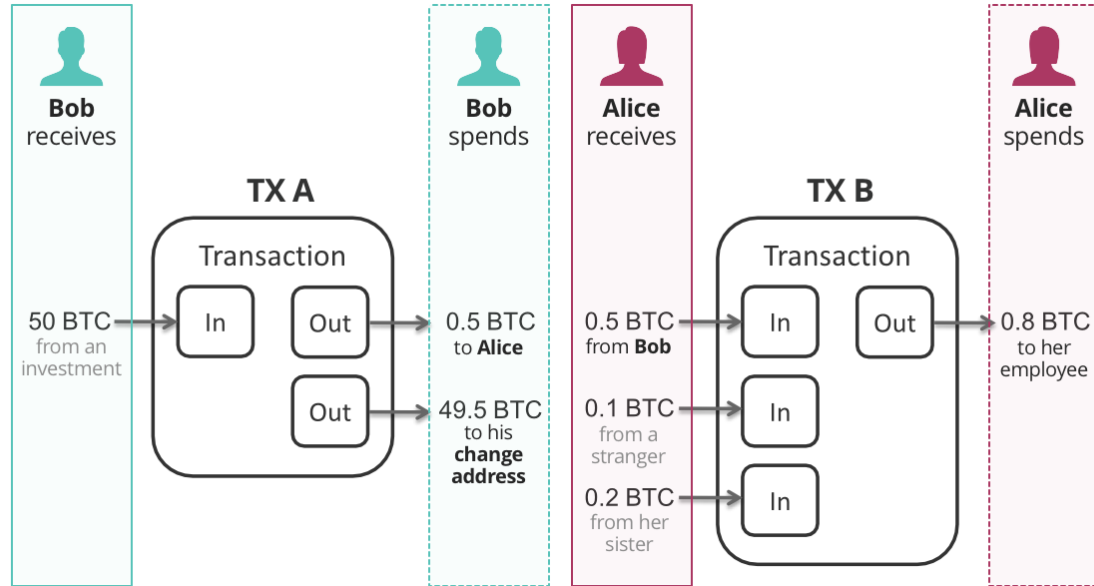 Bob
receives
Bob
spends
Alice
receives
Alice
spends
TX A
Transaction
50 BTC
from an
investment
In
Out
0.5 BTC
to Alice
Out
49.5 BTC
to his
change
address
TX B
Transaction
0.5 BTC
from Bob
In
Out
0.8 BTC
to her
employee
0.1 BTC
from a
stranger
In
0.2 BTC
from her
sister
In